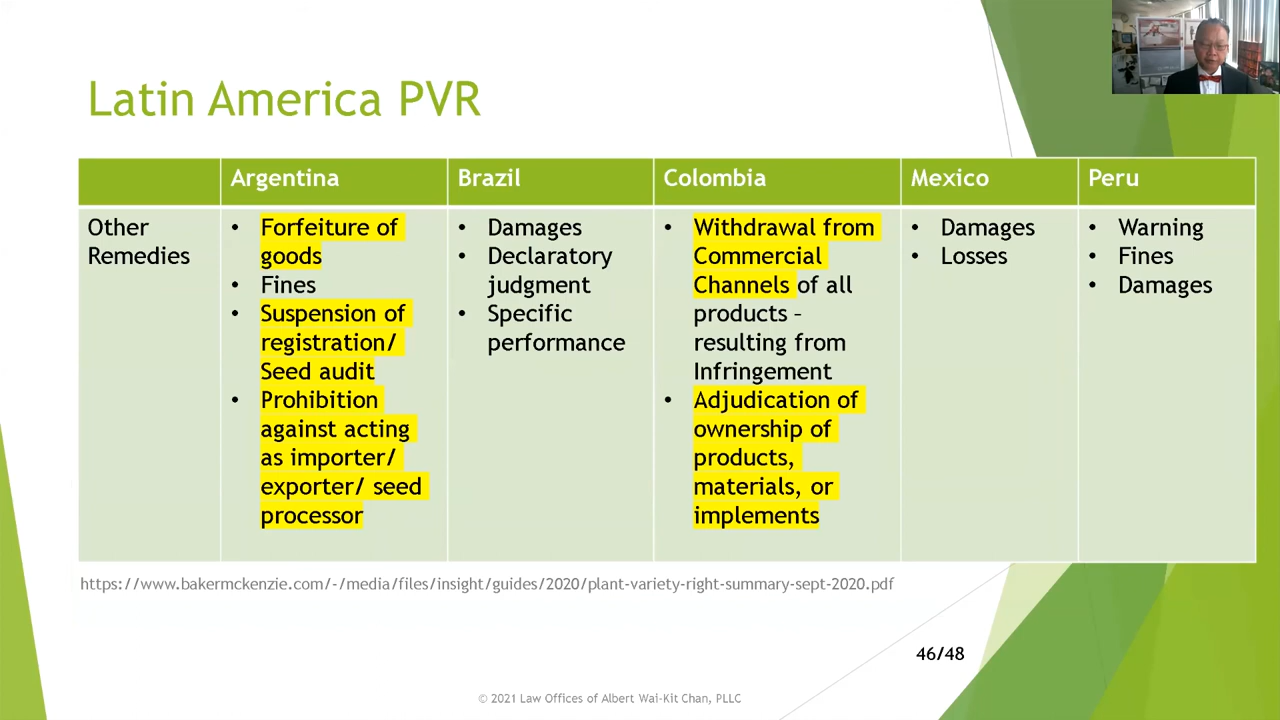 Latin America PVR
Argentina
Brazil
Colombia
Mexico
Peru
Other
Remedies
• Forfeiture of
goods
• Fines
• Suspension of
registration/
Seed audit
• Prohibition
against acting
as importer/
exporter/ seed
processor
• Damages
• Declaratory
judgment
• Specific
performance
• Withdrawal from
Commercial
Channels of all
products –
resulting from
Infringement
• Adjudication of
ownership of
products,
materials, or
implements
• Damages
• Losses
• Warning
• Fines
• Damages
https://www.bakermckenzie.com/-/media/files/insight/guides/2020/plant-variety-right-summary-sept-2020.pdf
46/48
© 2021 Law Offices of Albert Wai-Kit Chan, PLLC